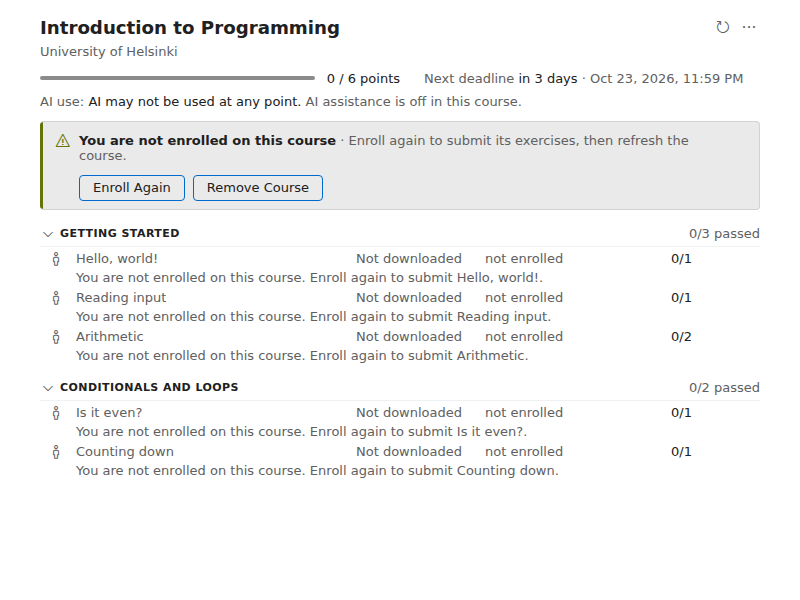 Introduction to Programming
University of Helsinki
0 / 6 points Next deadline in 3 days · Oct 23, 2026, 11:59 PM
AI use: AI may not be used at any point. AI assistance is off in this course.
You are not enrolled on this course · Enroll again to submit its exercises, then refresh the
course.
Enroll Again Remove Course
GETTING STARTED 0/3 passed
Hello, world! Not downloaded not enrolled 0/1
You are not enrolled on this course. Enroll again to submit Hello, world!.
Reading input Not downloaded not enrolled 0/1
You are not enrolled on this course. Enroll again to submit Reading input.
Arithmetic Not downloaded not enrolled 0/2
You are not enrolled on this course. Enroll again to submit Arithmetic.
CONDITIONALS AND LOOPS 0/2 passed
Is it even? Not downloaded not enrolled 0/1
You are not enrolled on this course. Enroll again to submit Is it even?.
Counting down Not downloaded not enrolled 0/1
You are not enrolled on this course. Enroll again to submit Counting down.